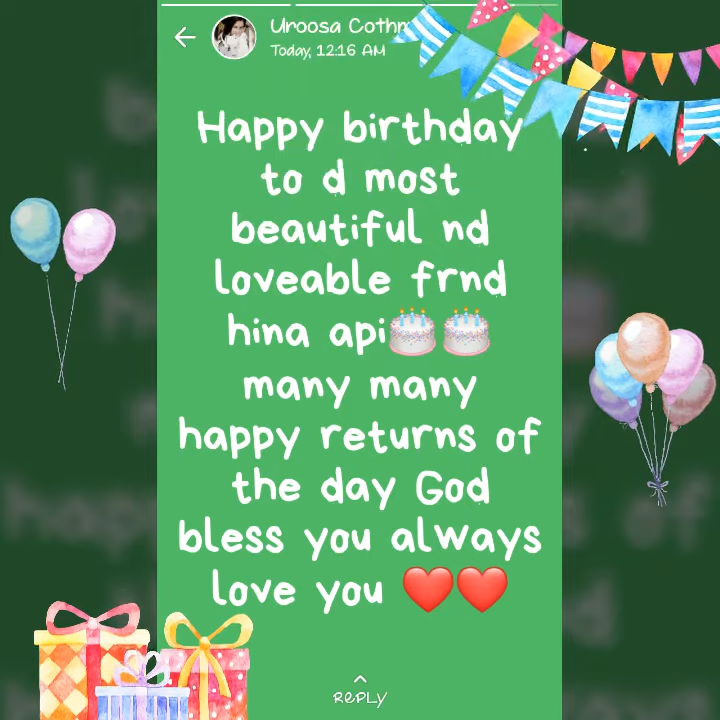 Uroosa Coth
Today, 12:16 AM
Happy birthday
to d most
beautiful nd
loveable frnd
hina api🎂🎂
many many
happy returns of
the day God
bless you always
love you ❤️❤️
REPLY